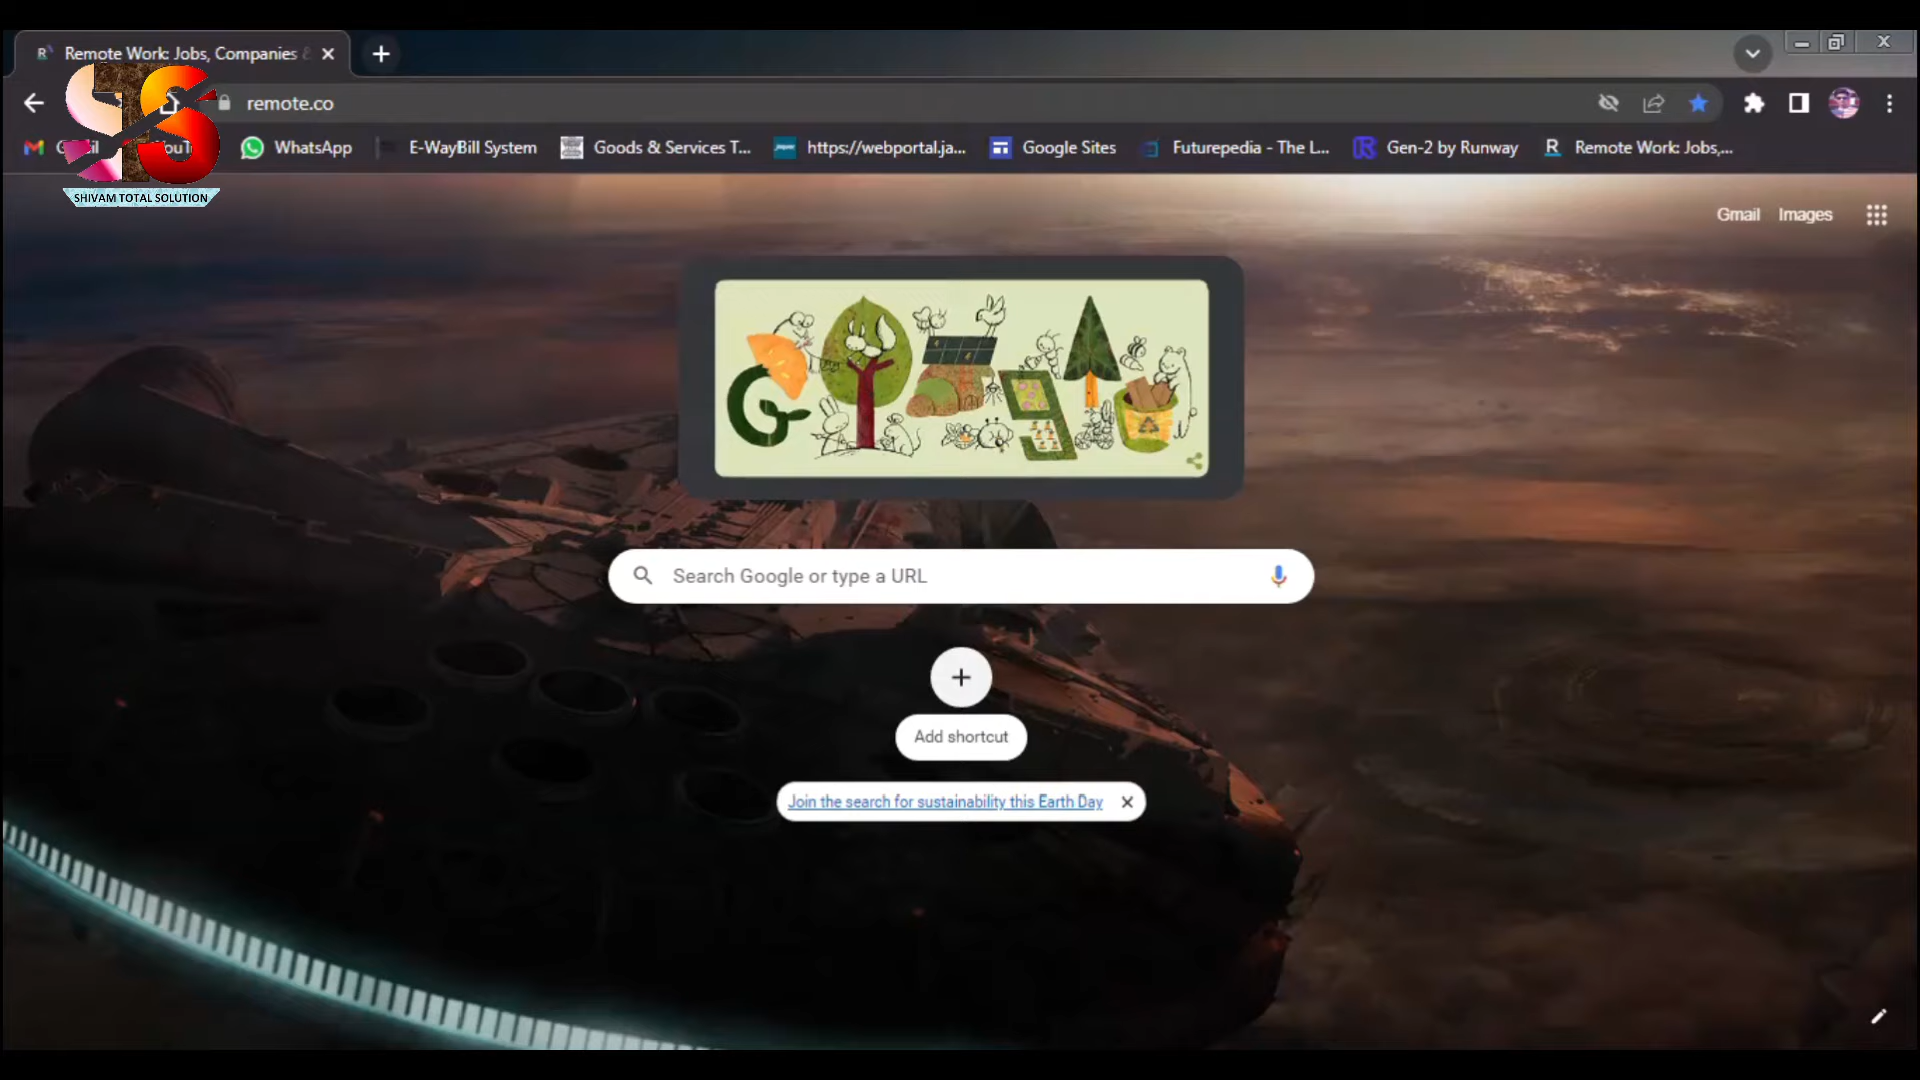 Remote Work: Jobs, Companies &
remote.co
WhatsApp
E-WayBill System
Goods & Services T...
https://webportal.ja...
Google Sites
Futurepedia - The L...
Gen-2 by Runway
Remote Work: Jobs,...
SHIVAM TOTAL SOLUTION
Gmail
Images
Search Google or type a URL
Add shortcut
Join the search for sustainability this Earth Day